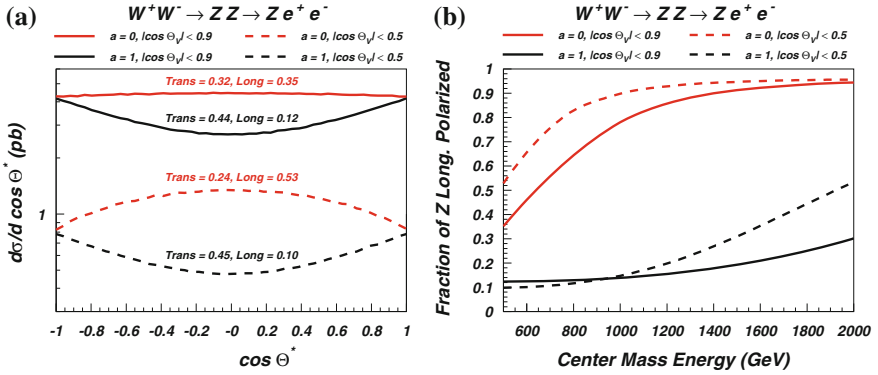 (a)
W⁺W⁻ → Z Z → Z e⁺ e⁻
a = 0, |cos Θ_V| < 0.9
a = 0, |cos Θ_V| < 0.5
a = 1, |cos Θ_V| < 0.9
a = 1, |cos Θ_V| < 0.5
Trans = 0.32, Long = 0.35
Trans = 0.44, Long = 0.12
Trans = 0.24, Long = 0.53
Trans = 0.45, Long = 0.10
dσ/d cos Θ* (pb)
1
-1 -0.8 -0.6 -0.4 -0.2 -0 0.2 0.4 0.6 0.8 1
cos Θ*
(b)
W⁺W⁻ → Z Z → Z e⁺ e⁻
a = 0, |cos Θ_V| < 0.9
a = 0, |cos Θ_V| < 0.5
a = 1, |cos Θ_V| < 0.9
a = 1, |cos Θ_V| < 0.5
Fraction of Z Long. Polarized
1
0.9
0.8
0.7
0.6
0.5
0.4
0.3
0.2
0.1
0
600 800 1000 1200 1400 1600 1800 2000
Center Mass Energy (GeV)